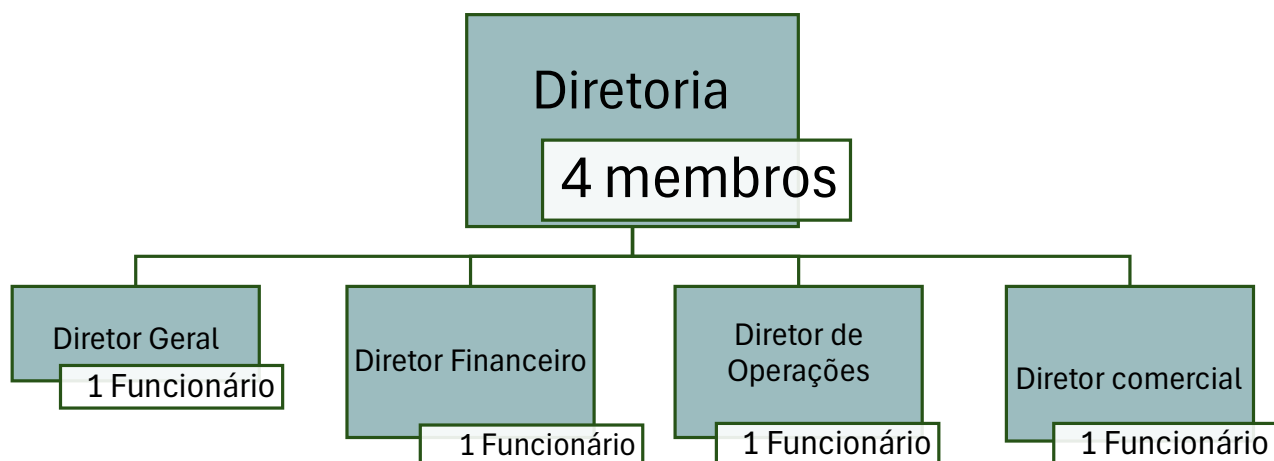 Diretoria
4 membros
Diretor Geral
1 Funcionário
Diretor Financeiro
1 Funcionário
Diretor de
Operações
1 Funcionário
Diretor comercial
1 Funcionário